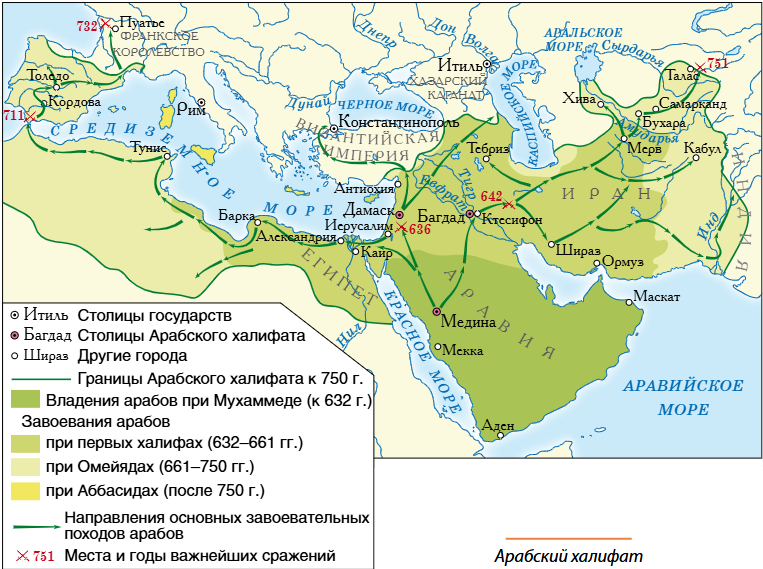 732
Пуатье
ФРАНКСКОЕ
КОРОЛЕВСТВО
Днепр
Дон
Волга
АРАЛЬСКОЕ
МОРЕ
Сырдарья
751
Талас
Итиль
ХАЗАРСКИЙ
КАГАНАТ
Толедо
Кордова
711
Рим
Дунай
ЧЕРНОЕ МОРЕ
Константинополь
ВИЗАНТИЙСКАЯ
ИМПЕРИЯ
КАСПИЙСКОЕ
МОРЕ
Хива
Самарканд
Бухара
Амударья
Мерв
Кабул
СРЕДИЗЕМНОЕ
МОРЕ
Тунис
Тебриз
Антиохия
Евфрат
Тигр
642
ИРАН
ИНДИЯ
Инд
Дамаск
Багдад
Ктесифон
Барка
Иерусалим
636
Александрия
Каир
Шираз
Ормуз
ЕГИПЕТ
АРАВИЯ
Маскат
Нил
КРАСНОЕ МОРЕ
Медина
Мекка
АРАВИЙСКОЕ
МОРЕ
Аден
Итиль Столицы государств
Багдад Столицы Арабского халифата
Шираз Другие города
Границы Арабского халифата к 750 г.
Владения арабов при Мухаммеде (к 632 г.)
Завоевания арабов
при первых халифах (632–661 гг.)
при Омейядах (661–750 гг.)
при Аббасидах (после 750 г.)
Направления основных завоевательных
походов арабов
751 Места и годы важнейших сражений
Арабский халифат